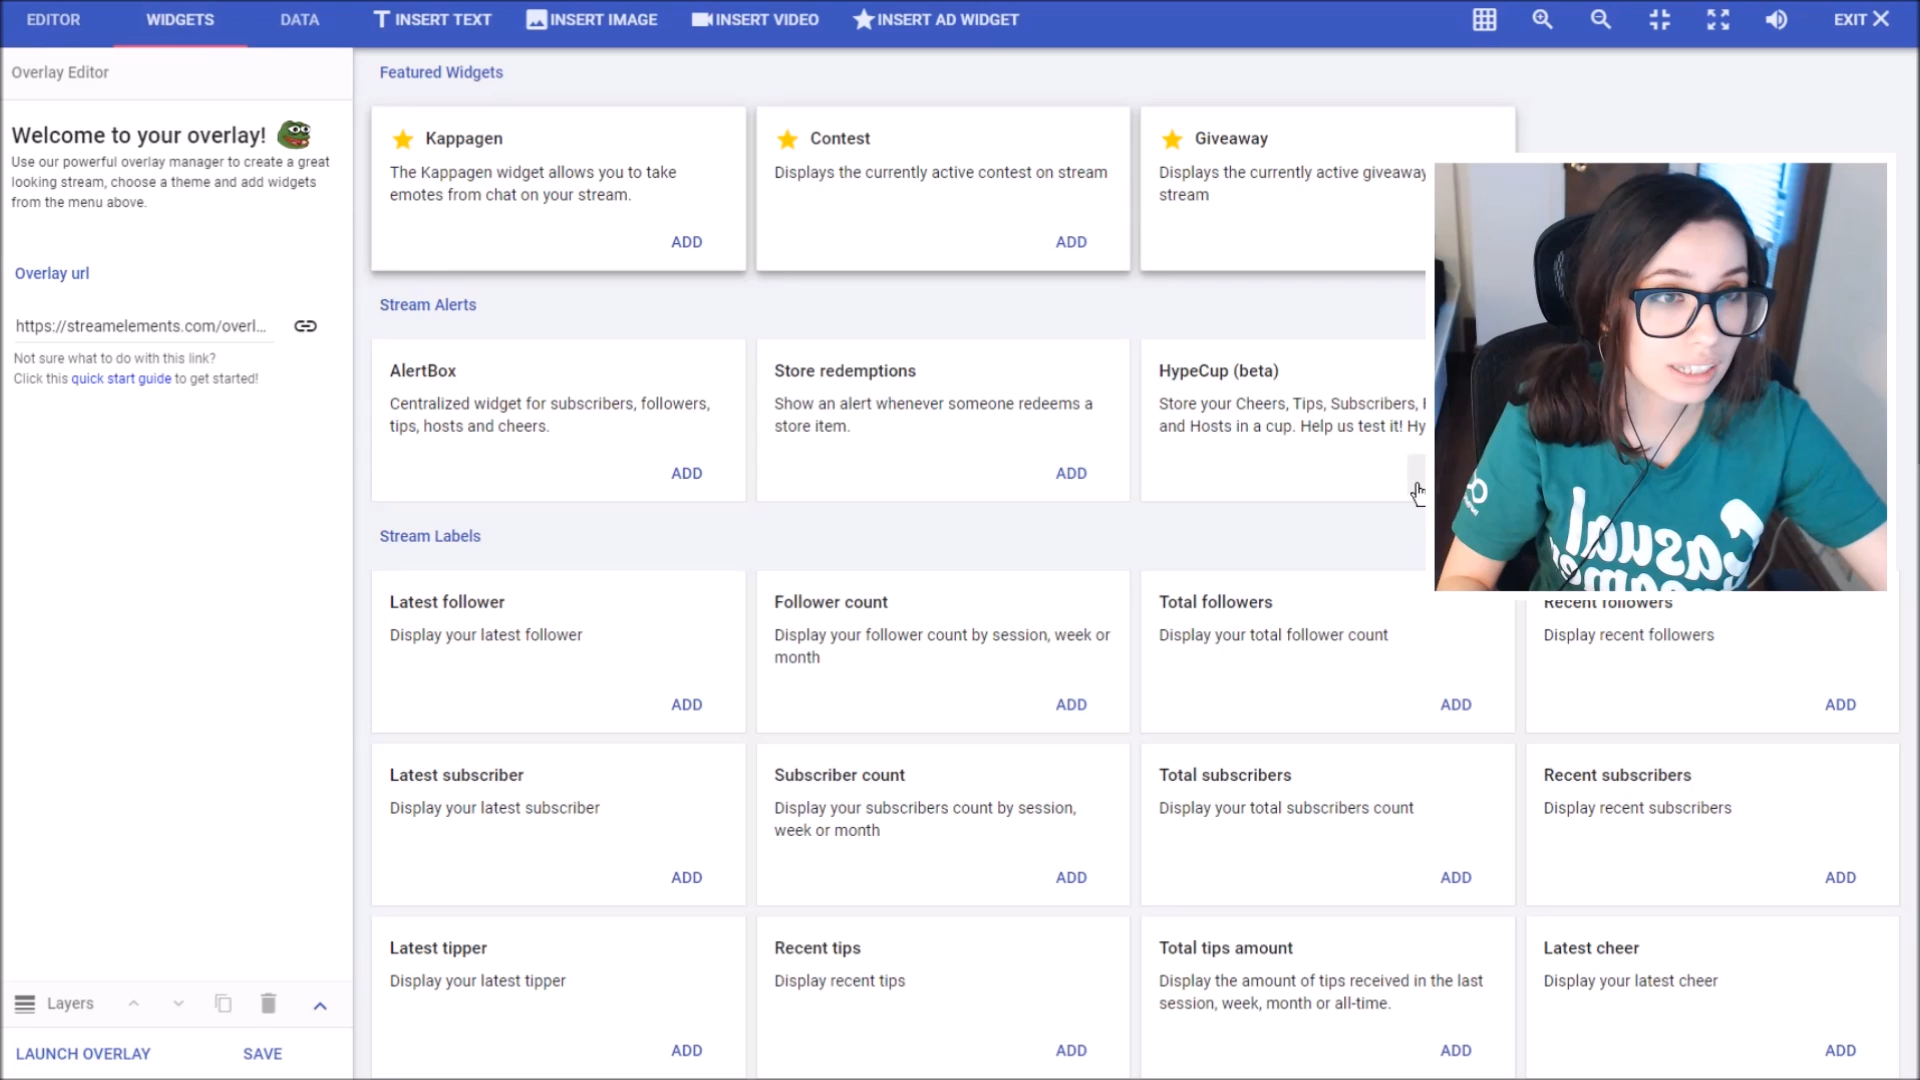 EDITOR
WIDGETS
DATA
INSERT TEXT
INSERT IMAGE
INSERT VIDEO
INSERT AD WIDGET
EXIT
Overlay Editor
Welcome to your overlay!
Use our powerful overlay manager to create a great
looking stream, choose a theme and add widgets
from the menu above.
Overlay url
https://streamelements.com/overl...
Not sure what to do with this link?
Click this quick start guide to get started!
Layers
LAUNCH OVERLAY
SAVE
Featured Widgets
Kappagen
The Kappagen widget allows you to take
emotes from chat on your stream.
ADD
Contest
Displays the currently active contest on stream
ADD
Giveaway
Displays the currently active giveaway
stream
Stream Alerts
AlertBox
Centralized widget for subscribers, followers,
tips, hosts and cheers.
ADD
Store redemptions
Show an alert whenever someone redeems a
store item.
ADD
HypeCup (beta)
Store your Cheers, Tips, Subscribers,
and Hosts in a cup. Help us test it! Hy
Casual
Stream Labels
Latest follower
Display your latest follower
ADD
Follower count
Display your follower count by session, week or
month
ADD
Total followers
Display your total follower count
ADD
Recent followers
Display recent followers
ADD
Latest subscriber
Display your latest subscriber
ADD
Subscriber count
Display your subscribers count by session,
week or month
ADD
Total subscribers
Display your total subscribers count
ADD
Recent subscribers
Display recent subscribers
ADD
Latest tipper
Display your latest tipper
ADD
Recent tips
Display recent tips
ADD
Total tips amount
Display the amount of tips received in the last
session, week, month or all-time.
ADD
Latest cheer
Display your latest cheer
ADD